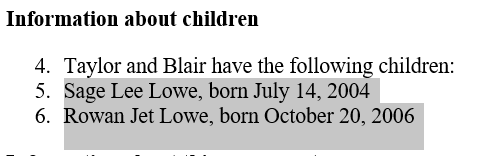 Information about children
4. Taylor and Blair have the following children:
5. Sage Lee Lowe, born July 14, 2004
6. Rowan Jet Lowe, born October 20, 2006